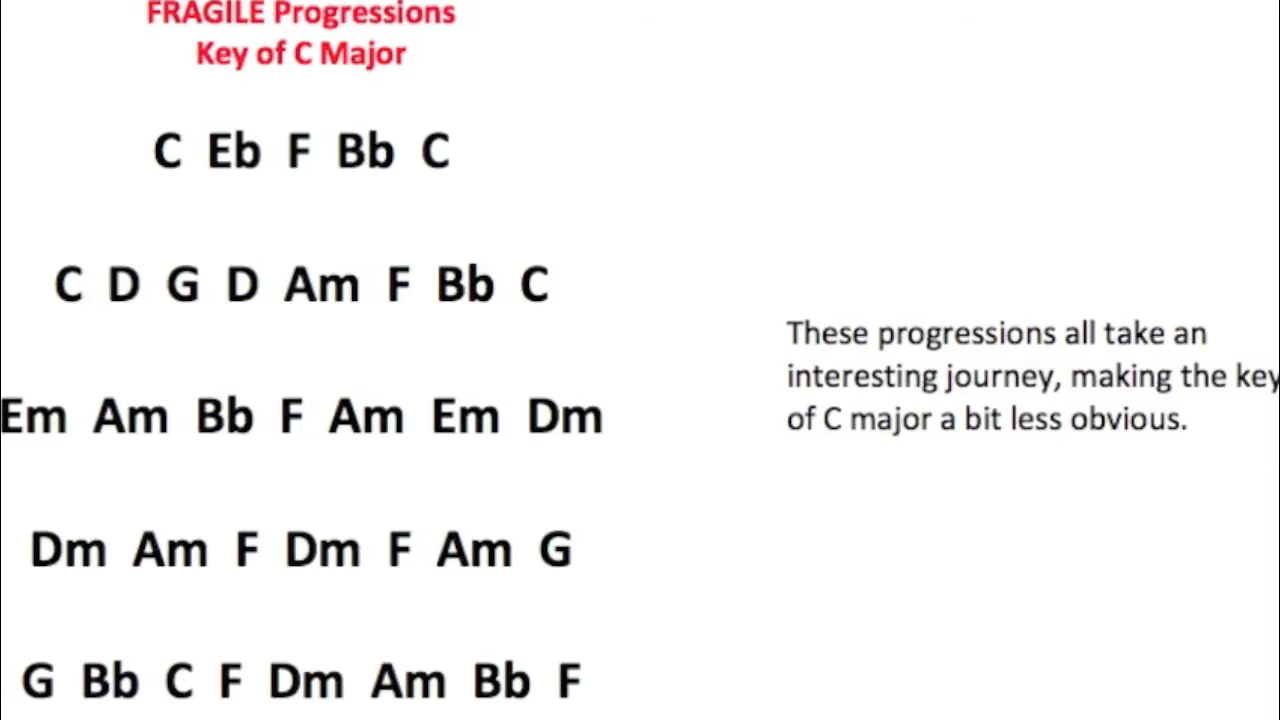 FRAGILE Progressions
Key of C Major
C Eb F Bb C
C D G D Am F Bb C
Em Am Bb F Am Em Dm
Dm Am F Dm F Am G
G Bb C F Dm Am Bb F
These progressions all take an
interesting journey, making the key
of C major a bit less obvious.